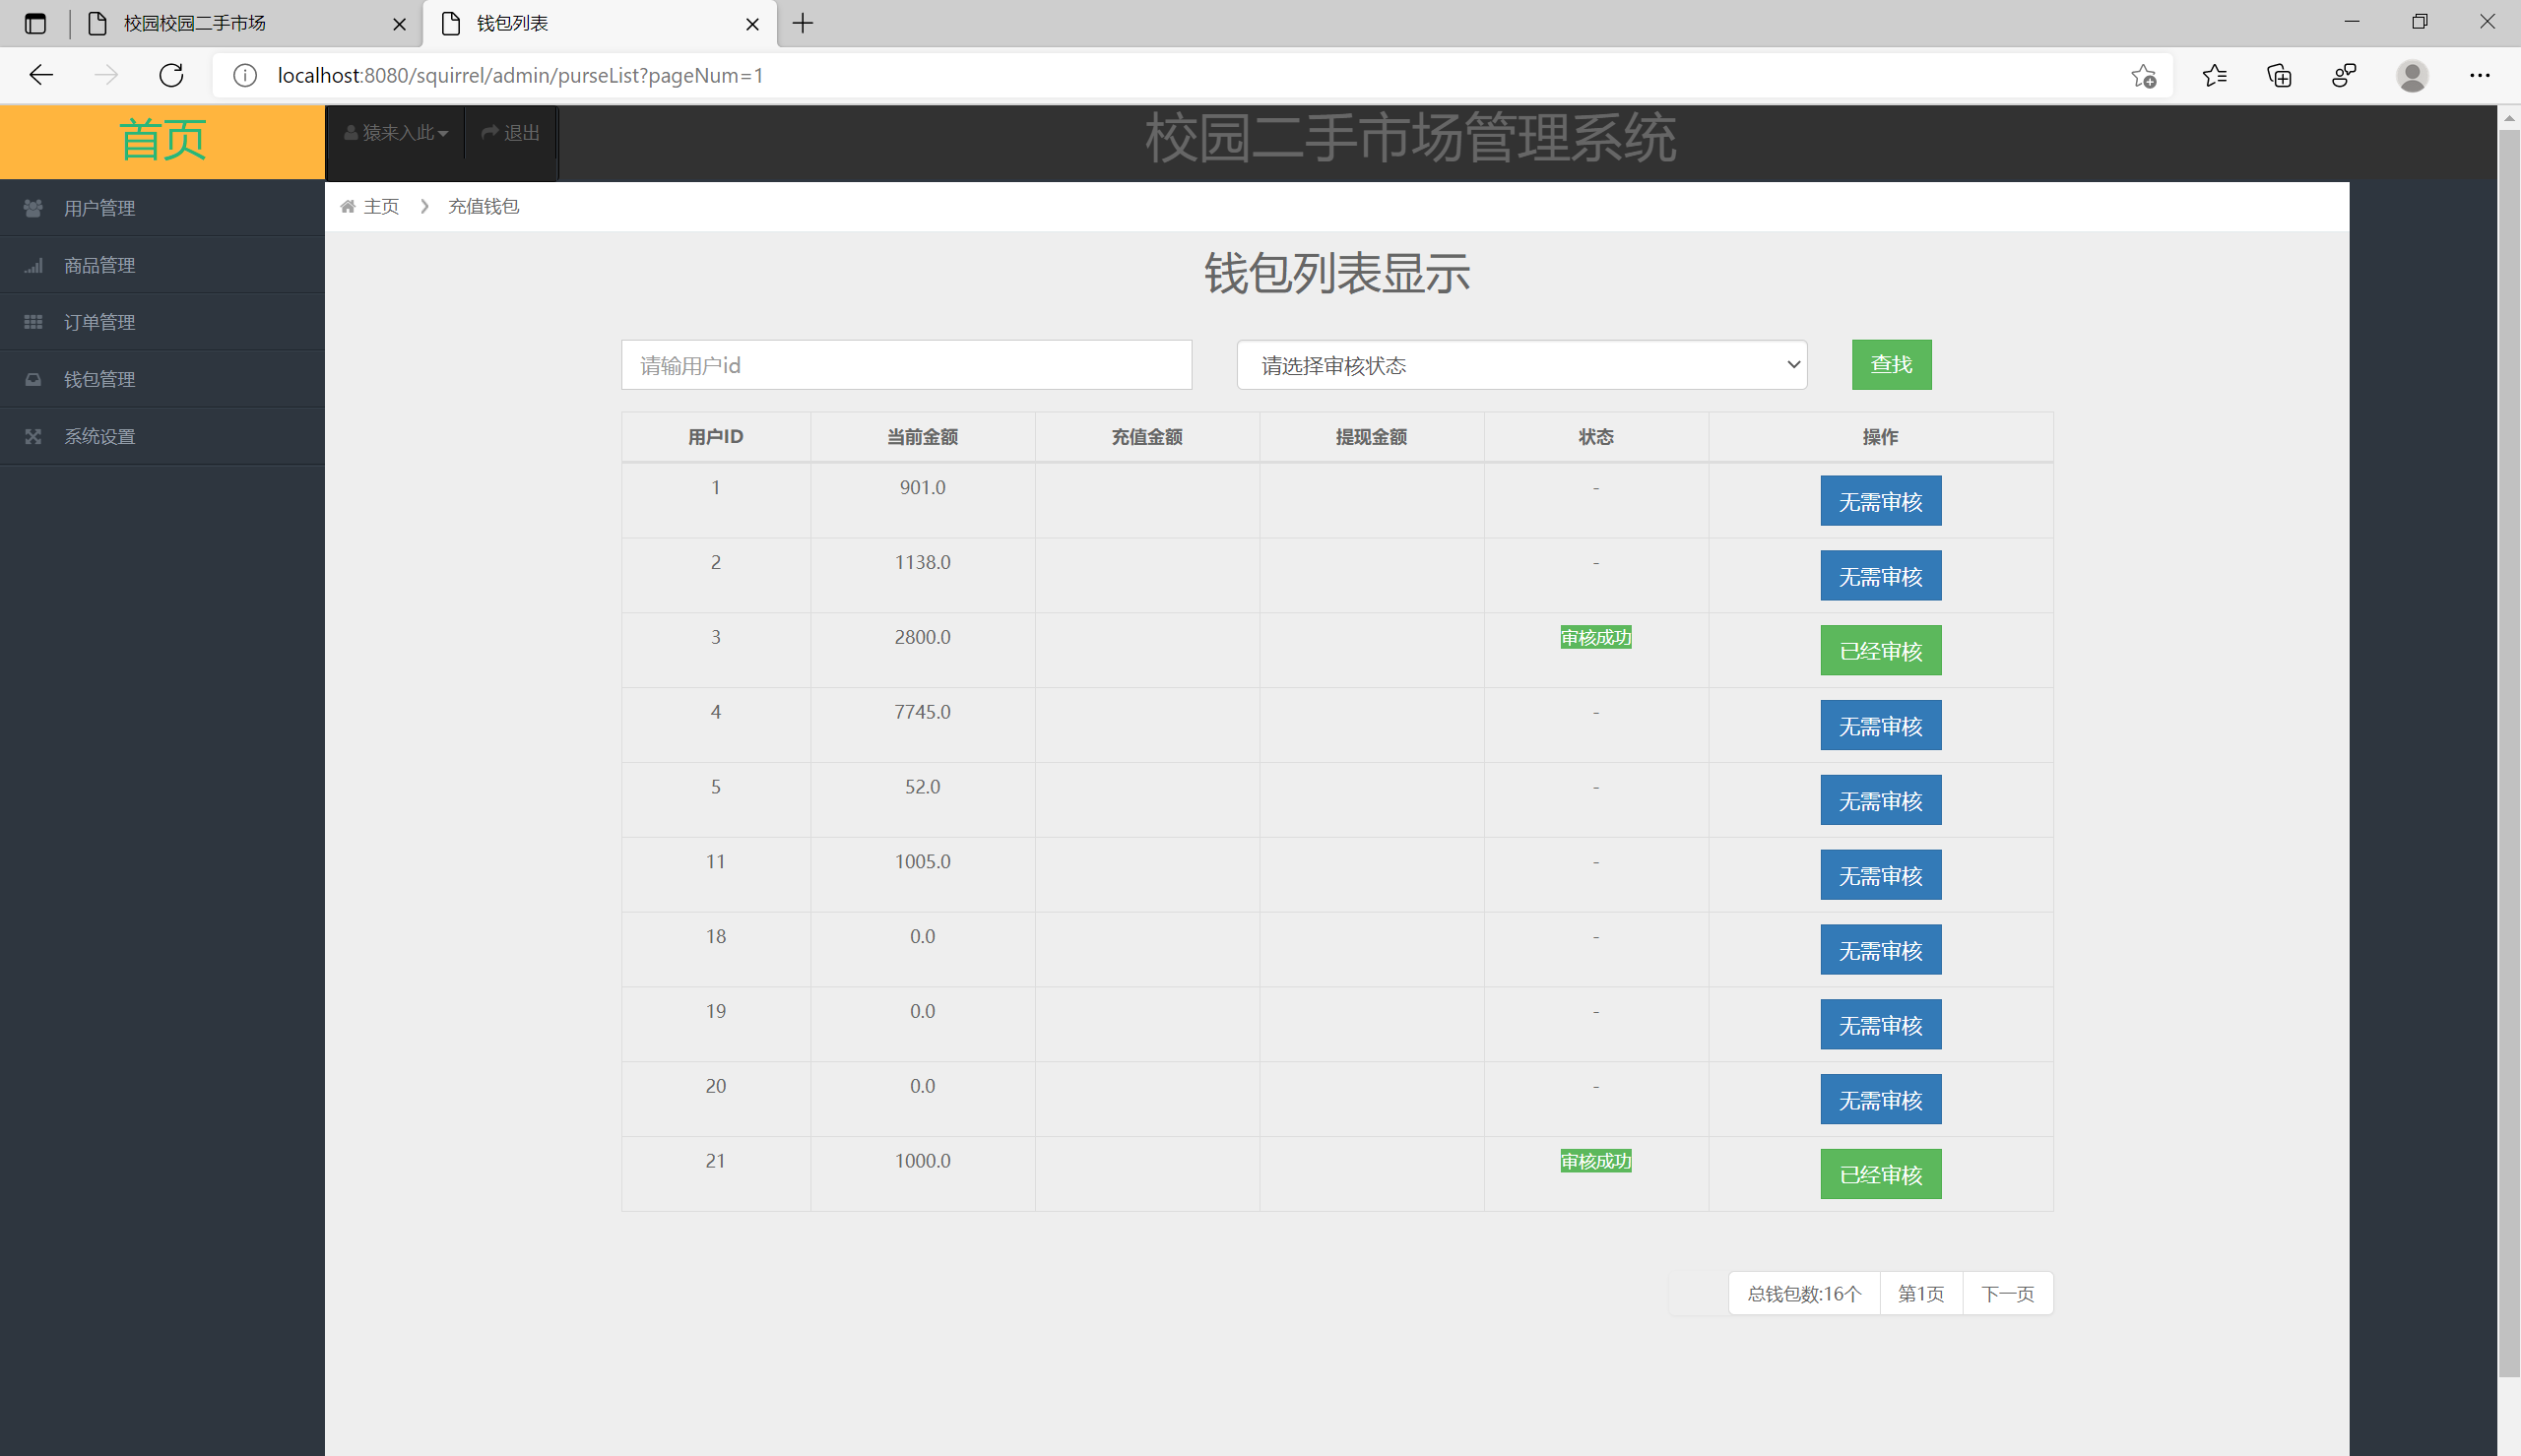 校园校园二手市场
钱包列表
localhost:8080/squirrel/admin/purseList?pageNum=1
首页
猿来入此
退出
校园二手市场管理系统
用户管理
商品管理
订单管理
钱包管理
系统设置
主页 充值钱包
钱包列表显示
请输用户id
请选择审核状态
查找
用户ID 当前金额 充值金额 提现金额 状态 操作
1 901.0 - 无需审核
2 1138.0 - 无需审核
3 2800.0 审核成功 已经审核
4 7745.0 - 无需审核
5 52.0 - 无需审核
11 1005.0 - 无需审核
18 0.0 - 无需审核
19 0.0 - 无需审核
20 0.0 - 无需审核
21 1000.0 审核成功 已经审核
总钱包数:16个 第1页 下一页